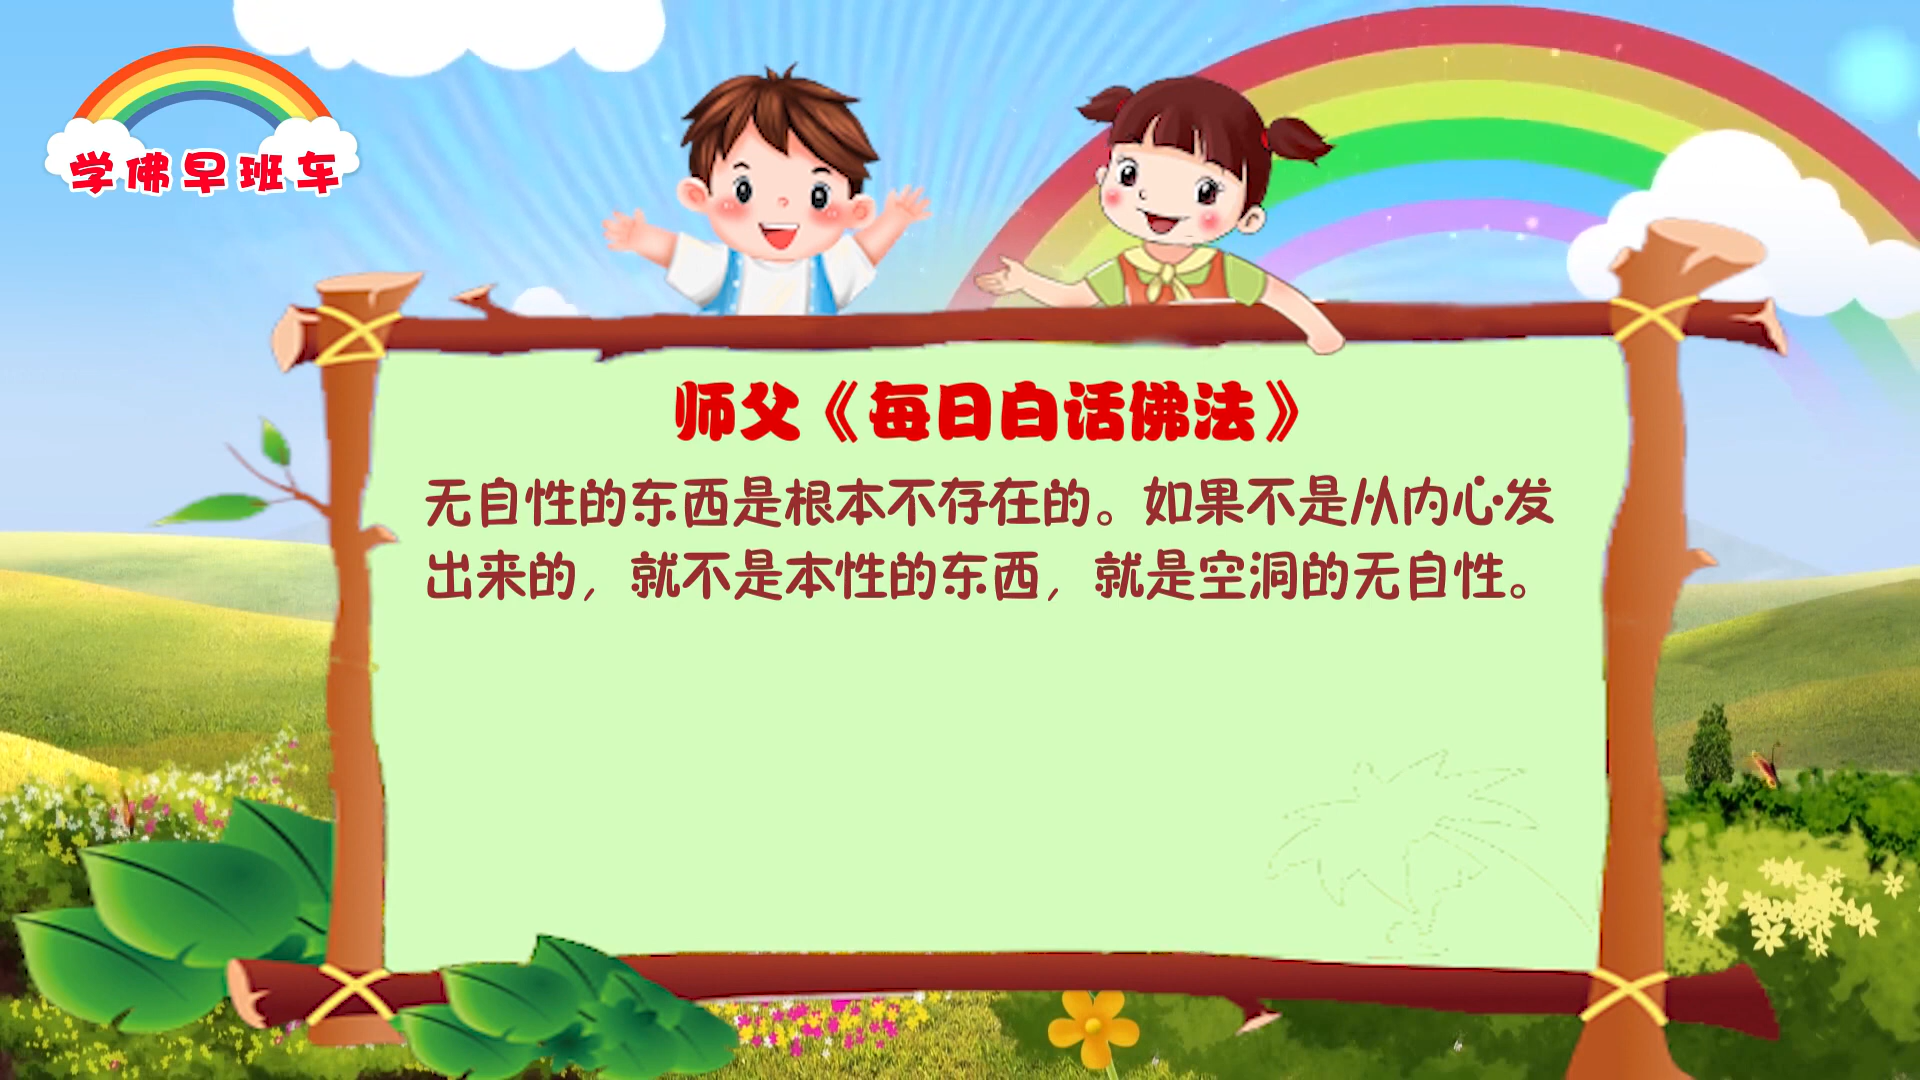 学佛早班车
师父《每日白话佛法》
无自性的东西是根本不存在的。如果不是从内心发
出来的，就不是本性的东西，就是空洞的无自性。